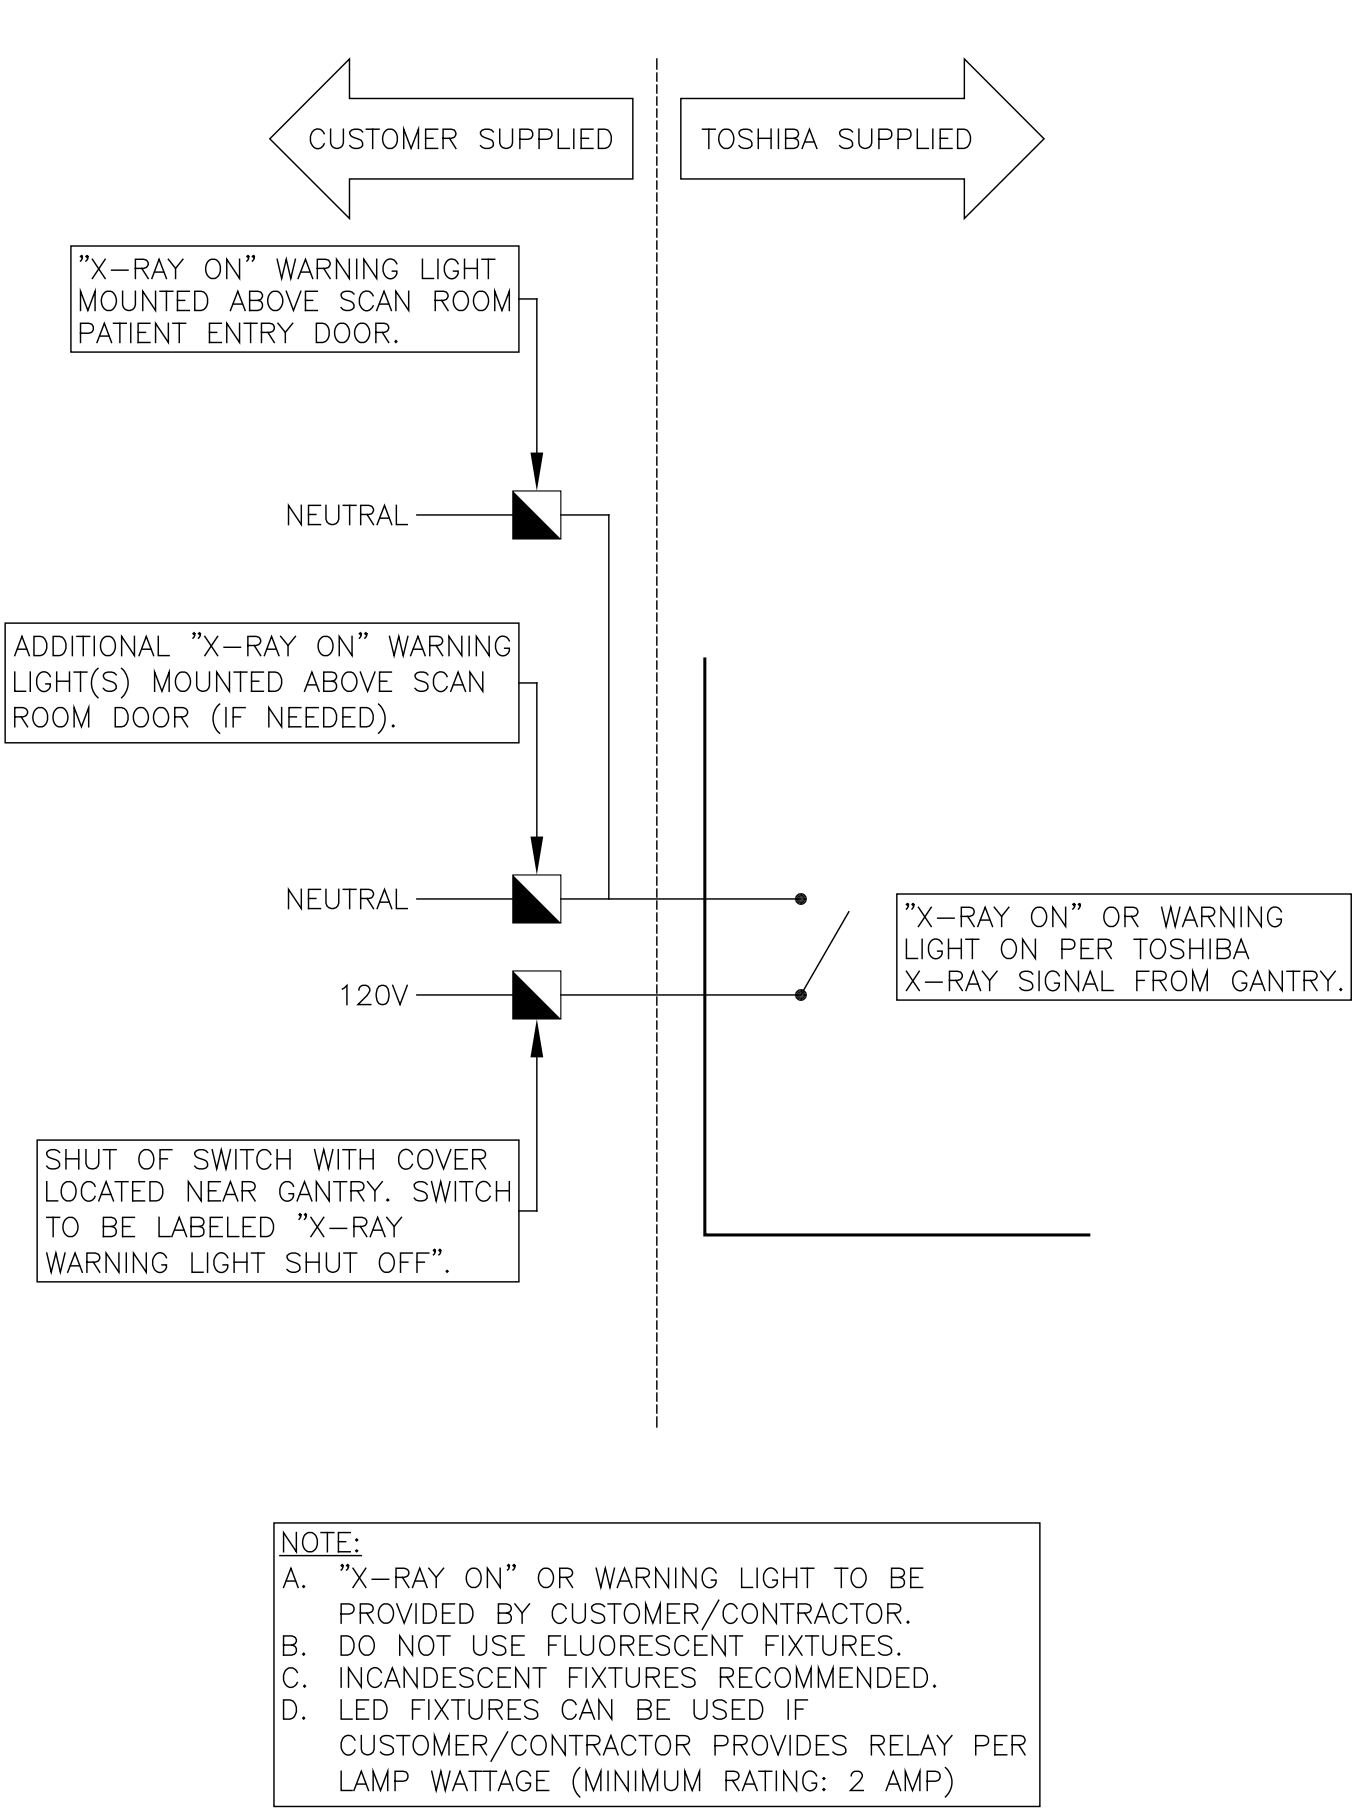 CUSTOMER SUPPLIED
TOSHIBA SUPPLIED
"X-RAY ON" WARNING LIGHT
MOUNTED ABOVE SCAN ROOM
PATIENT ENTRY DOOR.
NEUTRAL
ADDITIONAL "X-RAY ON" WARNING
LIGHT(S) MOUNTED ABOVE SCAN
ROOM DOOR (IF NEEDED).
NEUTRAL
"X-RAY ON" OR WARNING
LIGHT ON PER TOSHIBA
X-RAY SIGNAL FROM GANTRY.
120V
SHUT OF SWITCH WITH COVER
LOCATED NEAR GANTRY. SWITCH
TO BE LABELED "X-RAY
WARNING LIGHT SHUT OFF".
NOTE:
A. "X-RAY ON" OR WARNING LIGHT TO BE
PROVIDED BY CUSTOMER/CONTRACTOR.
B. DO NOT USE FLUORESCENT FIXTURES.
C. INCANDESCENT FIXTURES RECOMMENDED.
D. LED FIXTURES CAN BE USED IF
CUSTOMER/CONTRACTOR PROVIDES RELAY PER
LAMP WATTAGE (MINIMUM RATING: 2 AMP)